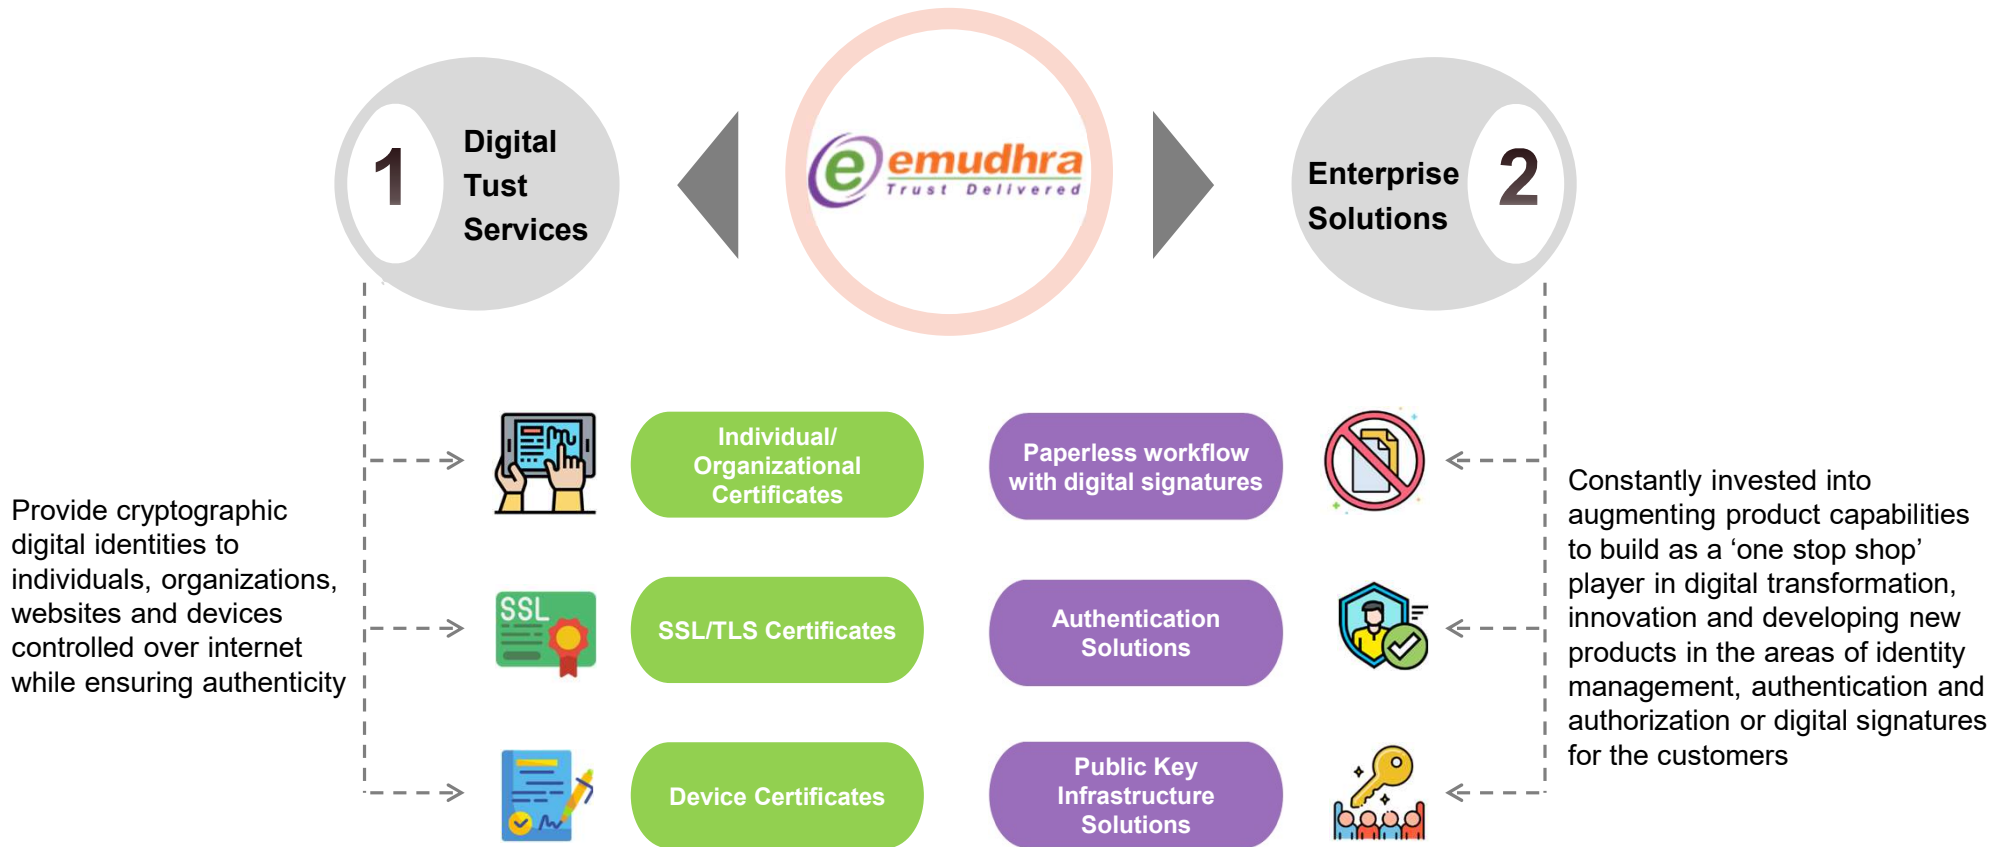 1
Digital
Tust
Services
emudhra
Trust Delivered
Enterprise
Solutions
2
Provide cryptographic
digital identities to
individuals, organizations,
websites and devices
controlled over internet
while ensuring authenticity
Individual/
Organizational
Certificates
SSL
SSL/TLS Certificates
Device Certificates
Paperless workflow
with digital signatures
Authentication
Solutions
Public Key
Infrastructure
Solutions
Constantly invested into
augmenting product capabilities
to build as a ‘one stop shop’
player in digital transformation,
innovation and developing new
products in the areas of identity
management, authentication and
authorization or digital signatures
for the customers